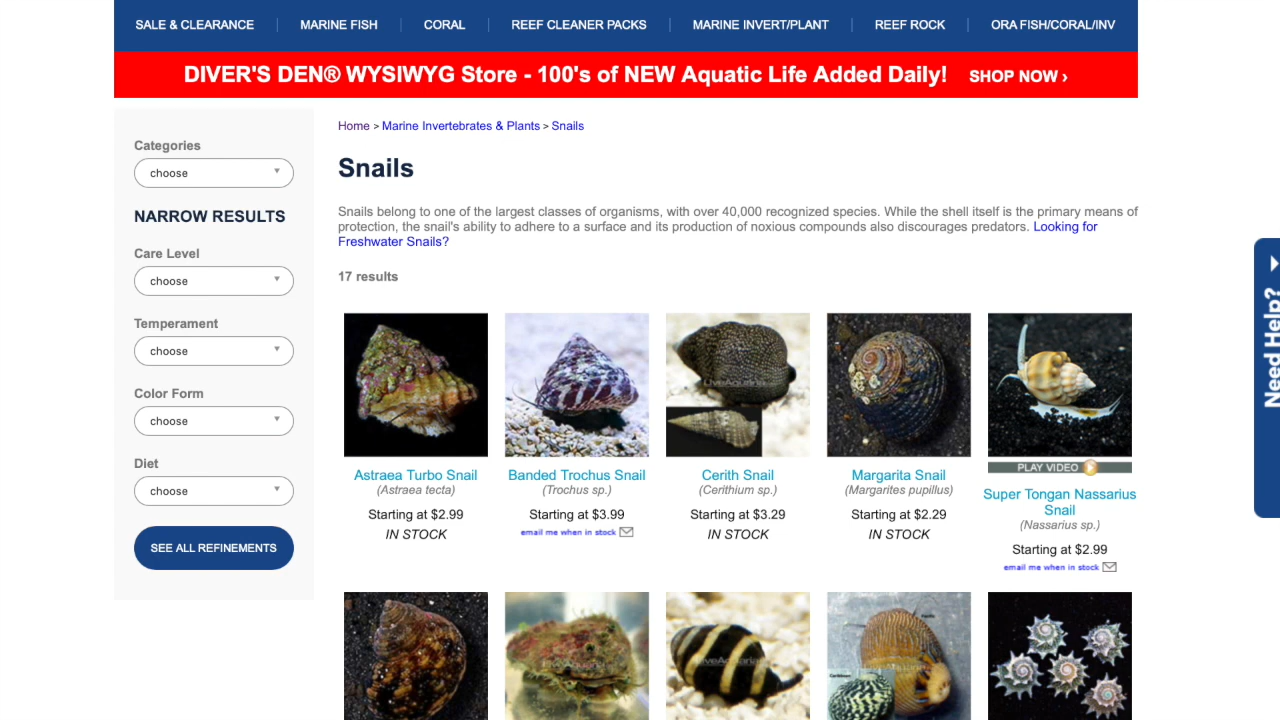 SALE & CLEARANCE
MARINE FISH
CORAL
REEF CLEANER PACKS
MARINE INVERT/PLANT
REEF ROCK
ORA FISH/CORAL/INV
DIVER'S DEN® WYSIWYG Store - 100's of NEW Aquatic Life Added Daily! SHOP NOW ›
Categories
choose
NARROW RESULTS
Care Level
choose
Temperament
choose
Color Form
choose
Diet
choose
SEE ALL REFINEMENTS
Home > Marine Invertebrates & Plants > Snails
Snails
Snails belong to one of the largest classes of organisms, with over 40,000 recognized species. While the shell itself is the primary means of
protection, the snail's ability to adhere to a surface and its production of noxious compounds also discourages predators. Looking for
Freshwater Snails?
17 results
LiveAquaria
Astraea Turbo Snail
(Astraea tecta)
Starting at $2.99
IN STOCK
Banded Trochus Snail
(Trochus sp.)
Starting at $3.99
email me when in stock
Cerith Snail
(Cerithium sp.)
Starting at $3.29
IN STOCK
Margarita Snail
(Margarites pupillus)
Starting at $2.29
IN STOCK
PLAY VIDEO
Super Tongan Nassarius
Snail
(Nassarius sp.)
Starting at $2.99
email me when in stock
LiveAquaria
Caribbean
Need Help?